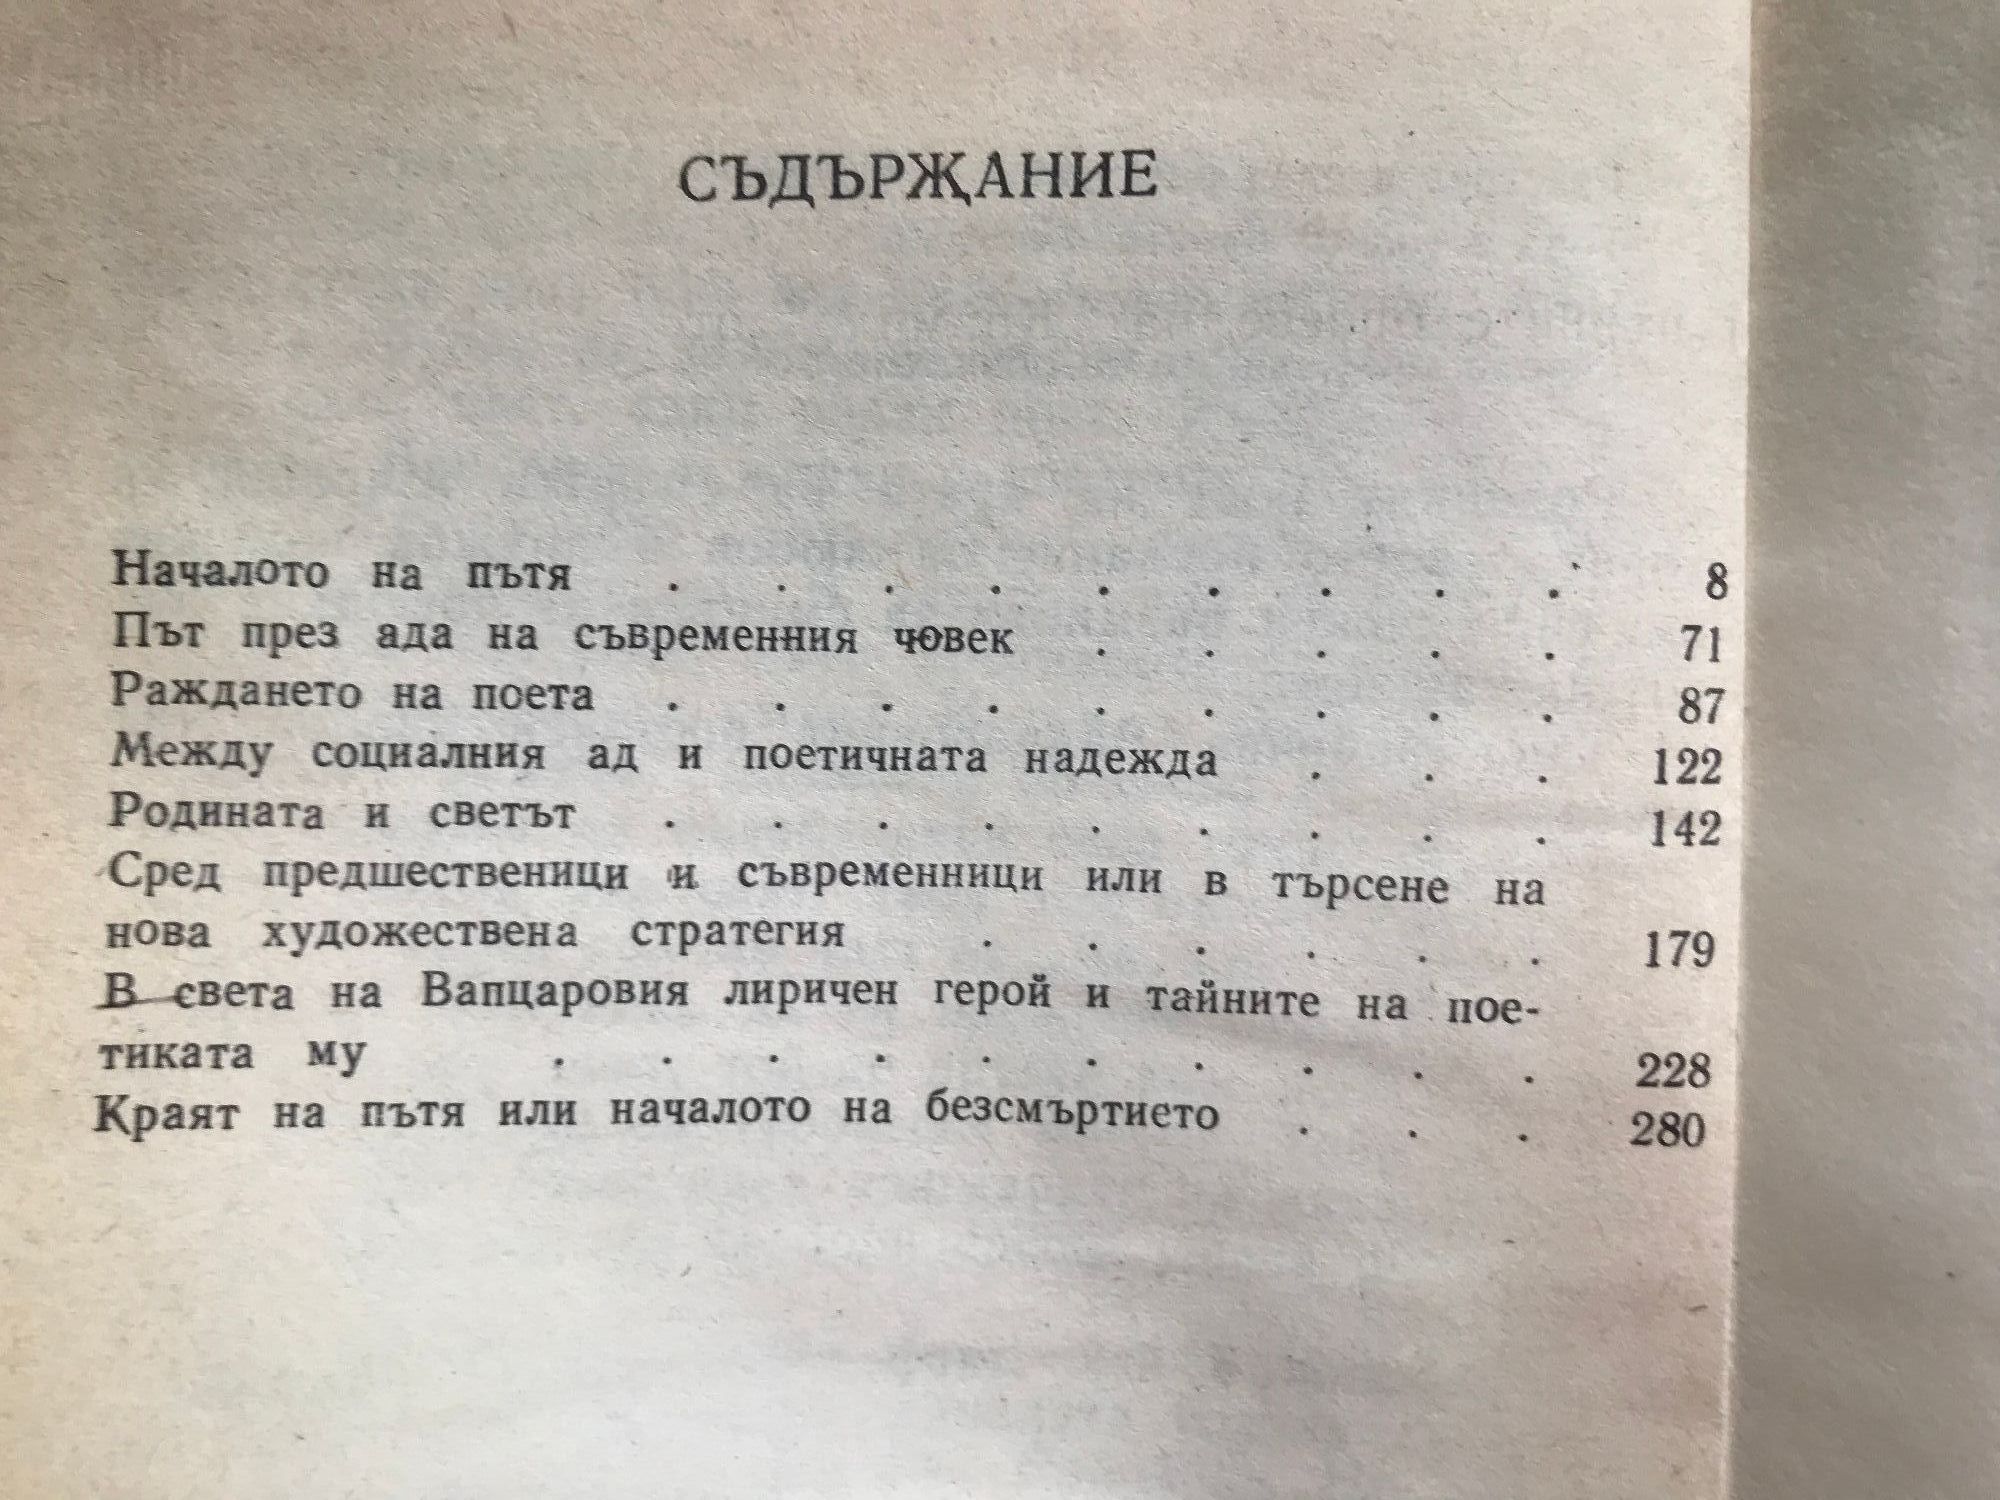 СЪДЪРЖАНИЕ
Началото на пътя . . . . . . . . . 8
Път през ада на съвременния човек . . . . . 71
Раждането на поета . . . . . . . . . 87
Между социалния ад и поетичната надежда . . . 122
Родината и светът . . . . . . . . . 142
Сред предшественици и съвременници или в търсене на
нова художествена стратегия . . . . . . 179
В света на Вапцаровия лиричен герой и тайните на пое-
тиката му . . . . . . . . . . 228
Краят на пътя или началото на безсмъртието . . . 280